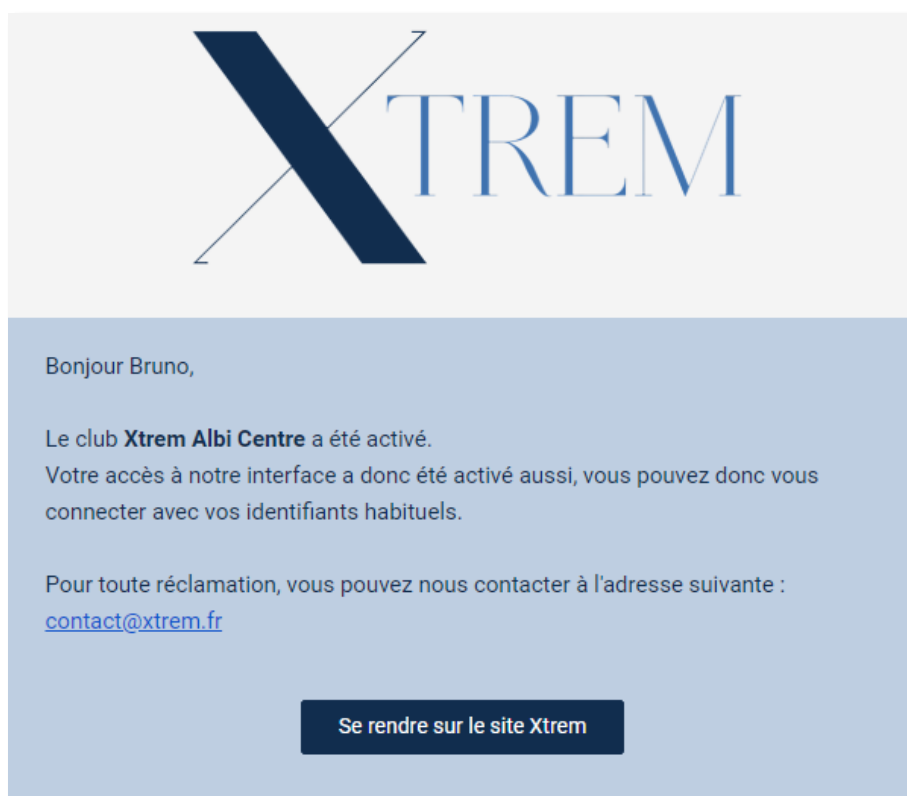 XTREM
Bonjour Bruno,
Le club Xtrem Albi Centre a été activé.
Votre accès à notre interface a donc été activé aussi, vous pouvez donc vous
connecter avec vos identifiants habituels.
Pour toute réclamation, vous pouvez nous contacter à l'adresse suivante :
contact@xtrem.fr
Se rendre sur le site Xtrem